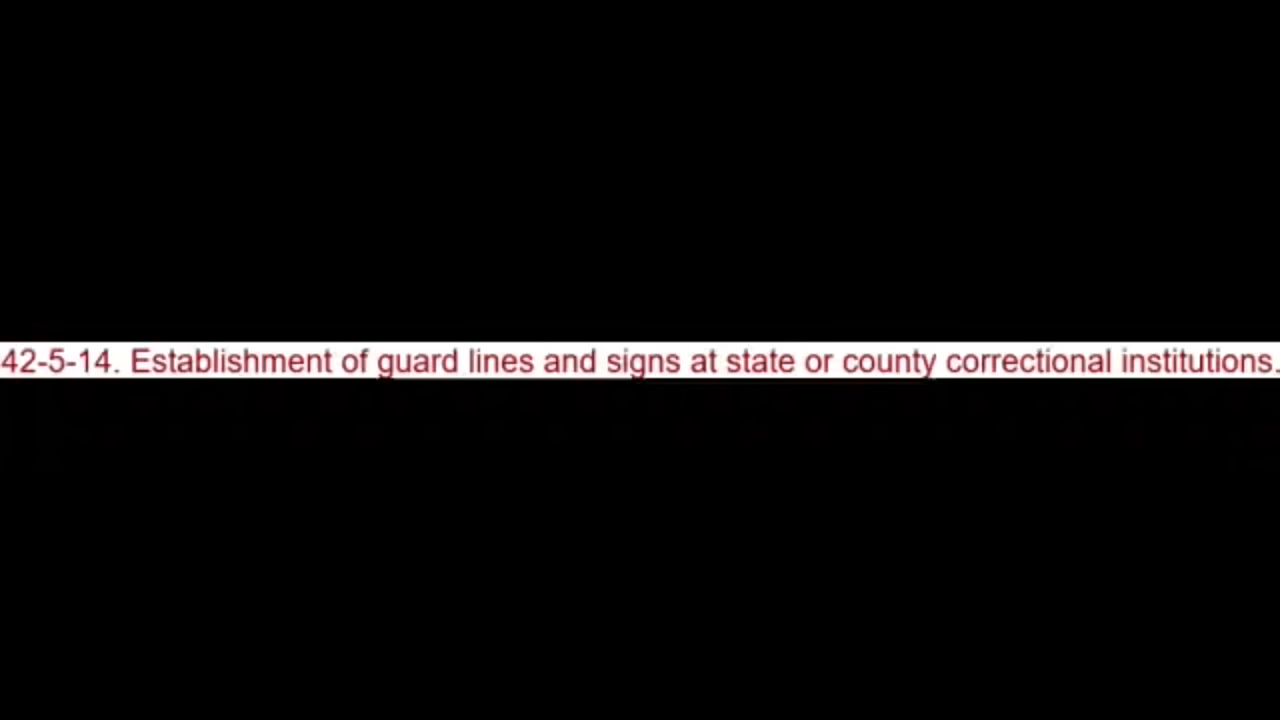 42-5-14. Establishment of guard lines and signs at state or county correctional institutions.